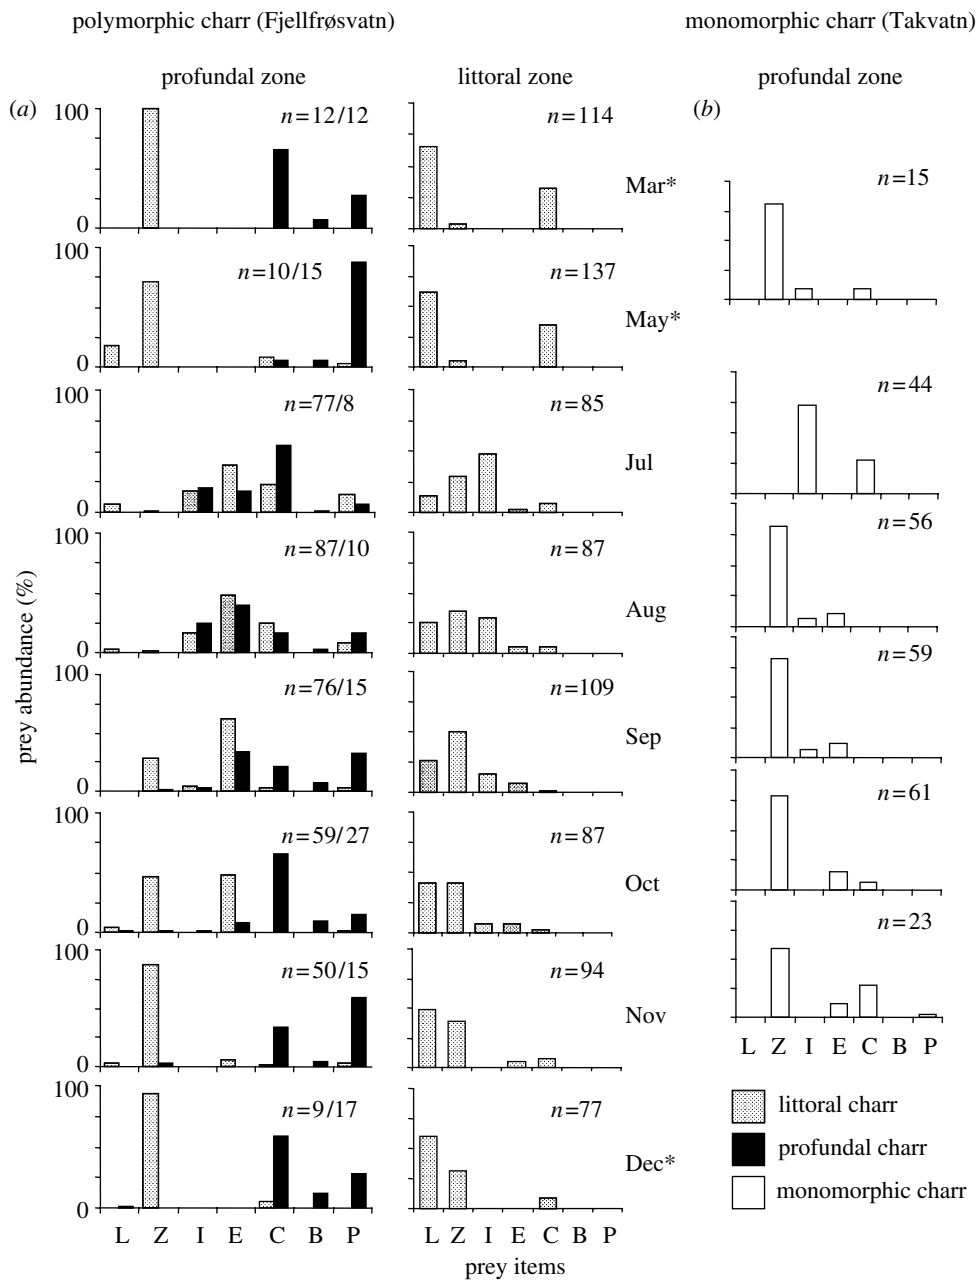 polymorphic charr (Fjellfrøsvatn)
monomorphic charr (Takvatn)
profundal zone
littoral zone
profundal zone
(a)
(b)
prey abundance (%)
100
0
n=12/12
n=114
Mar*
n=15
100
0
n=10/15
n=137
May*
100
0
n=77/8
n=85
Jul
n=44
100
0
n=87/10
n=87
Aug
n=56
100
0
n=76/15
n=109
Sep
n=59
100
0
n=59/27
n=87
Oct
n=61
100
0
n=50/15
n=94
Nov
n=23
L Z I E C B P
100
0
n=9/17
n=77
Dec*
L Z I E C B P
L Z I E C B P
prey items
littoral charr
profundal charr
monomorphic charr